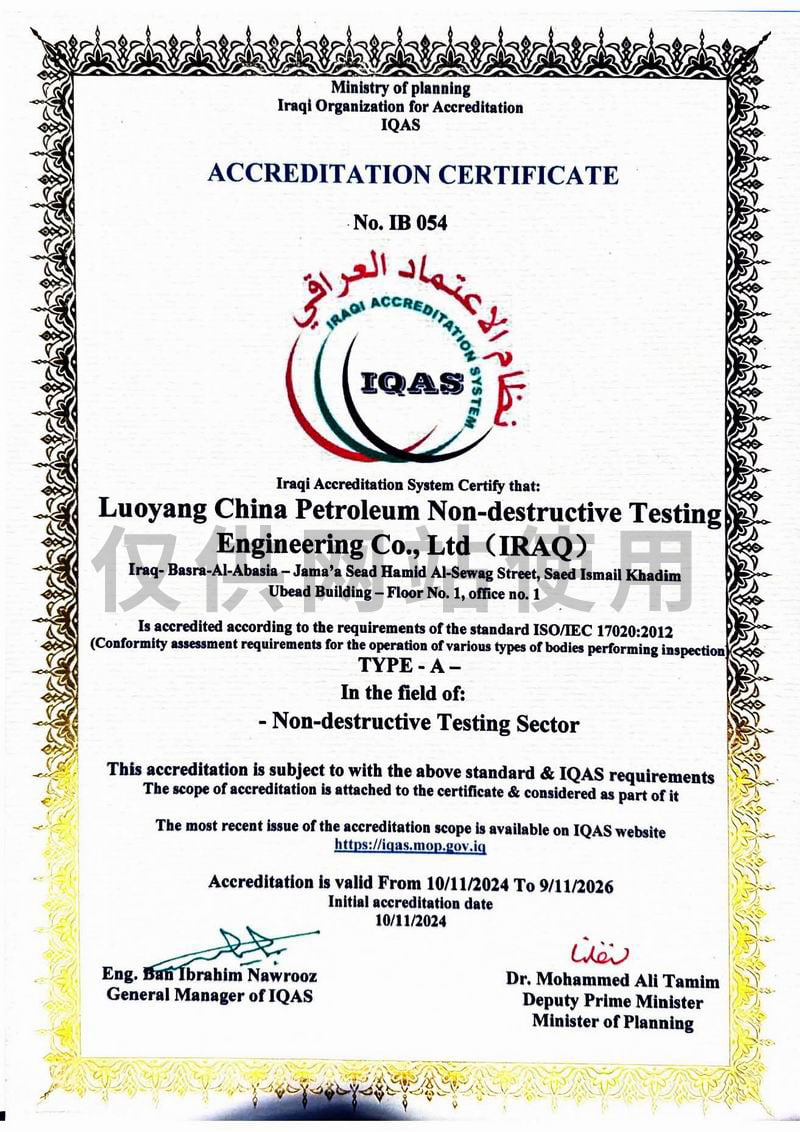 Ministry of planning
Iraqi Organization for Accreditation
IQAS
ACCREDITATION CERTIFICATE
No. IB 054
نظام الاعتماد العراقي
IRAQI ACCREDITATION SYSTEM
IQAS
Iraqi Accreditation System Certify that:
Luoyang China Petroleum Non-destructive Testing
Engineering Co., Ltd（IRAQ）
仅供网站使用
Iraq- Basra-Al-Abasia – Jama’a Sead Hamid Al-Sewag Street, Saed Ismail Khadim
Ubead Building – Floor No. 1, office no. 1
Is accredited according to the requirements of the standard ISO/IEC 17020:2012
(Conformity assessment requirements for the operation of various types of bodies performing inspection)
TYPE - A –
In the field of:
- Non-destructive Testing Sector
This accreditation is subject to with the above standard & IQAS requirements
The scope of accreditation is attached to the certificate & considered as part of it
The most recent issue of the accreditation scope is available on IQAS website
https://iqas.mop.gov.iq
Accreditation is valid From 10/11/2024 To 9/11/2026
Initial accreditation date
10/11/2024
Eng. Ban Ibrahim Nawrooz
General Manager of IQAS
Dr. Mohammed Ali Tamim
Deputy Prime Minister
Minister of Planning